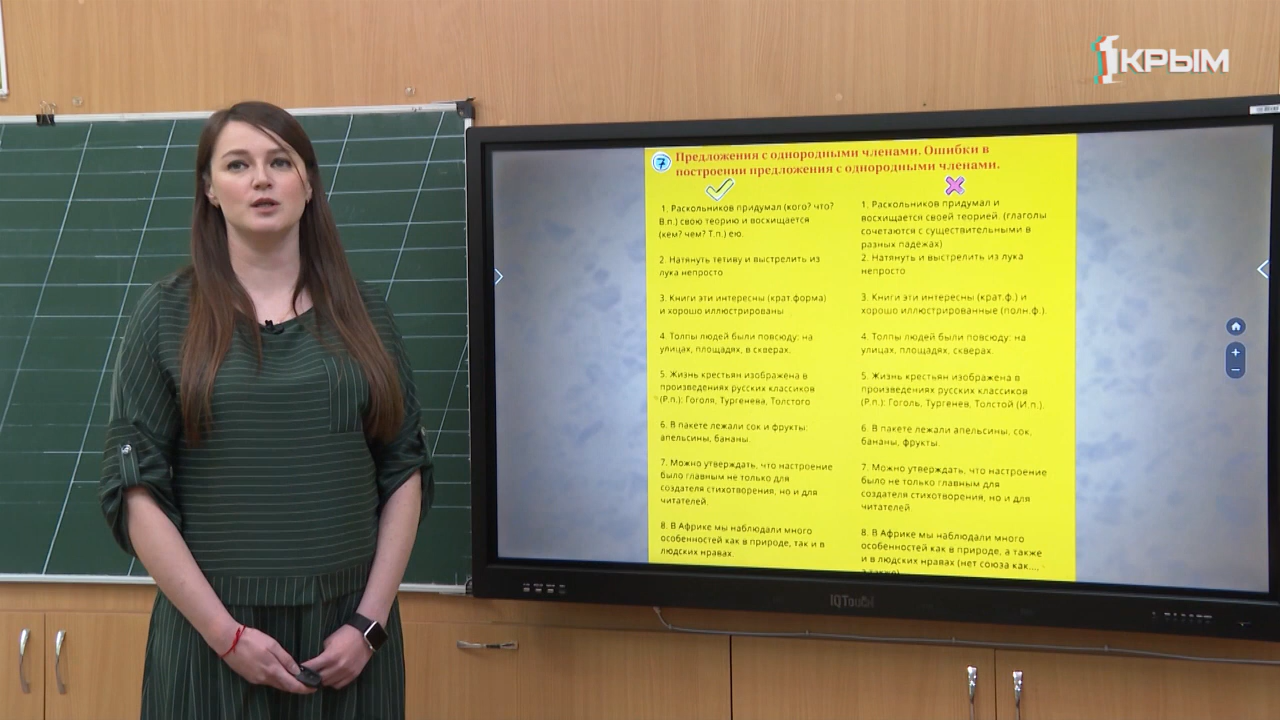 1КРЫМ
7
Предложения с однородными членами. Ошибки в
построении предложения с однородными членами.
1. Раскольников придумал (кого? что?
В.п.) свою теорию и восхищается
(кем? чем? Т.п.) ею.
2. Натянуть тетиву и выстрелить из
лука непросто
3. Книги эти интересны (крат.форма)
и хорошо иллюстрированы
4. Толпы людей были повсюду: на
улицах, площадях, в скверах.
5. Жизнь крестьян изображена в
произведениях русских классиков
(Р.п.): Гоголя, Тургенева, Толстого
6. В пакете лежали сок и фрукты:
апельсины, бананы.
7. Можно утверждать, что настроение
было главным не только для
создателя стихотворения, но и для
читателей.
8. В Африке мы наблюдали много
особенностей как в природе, так и в
людских нравах.
1. Раскольников придумал и
восхищается своей теорией. (глаголы
сочетаются с существительными в
разных падежах)
2. Натянуть и выстрелить из лука
непросто
3. Книги эти интересны (крат.ф.) и
хорошо иллюстрированные (полн.ф.).
4. Толпы людей были повсюду: на
улицах, площадях, скверах.
5. Жизнь крестьян изображена в
произведениях русских классиков
(Р.п.): Гоголь, Тургенев, Толстой (И.п.).
6. В пакете лежали апельсины, сок,
бананы, фрукты.
7. Можно утверждать, что настроение
было не только главным для
создателя стихотворения, но и для
читателей.
8. В Африке мы наблюдали много
особенностей как в природе, а также
и в людских нравах (нет союза как...,
а также)
IQTouch